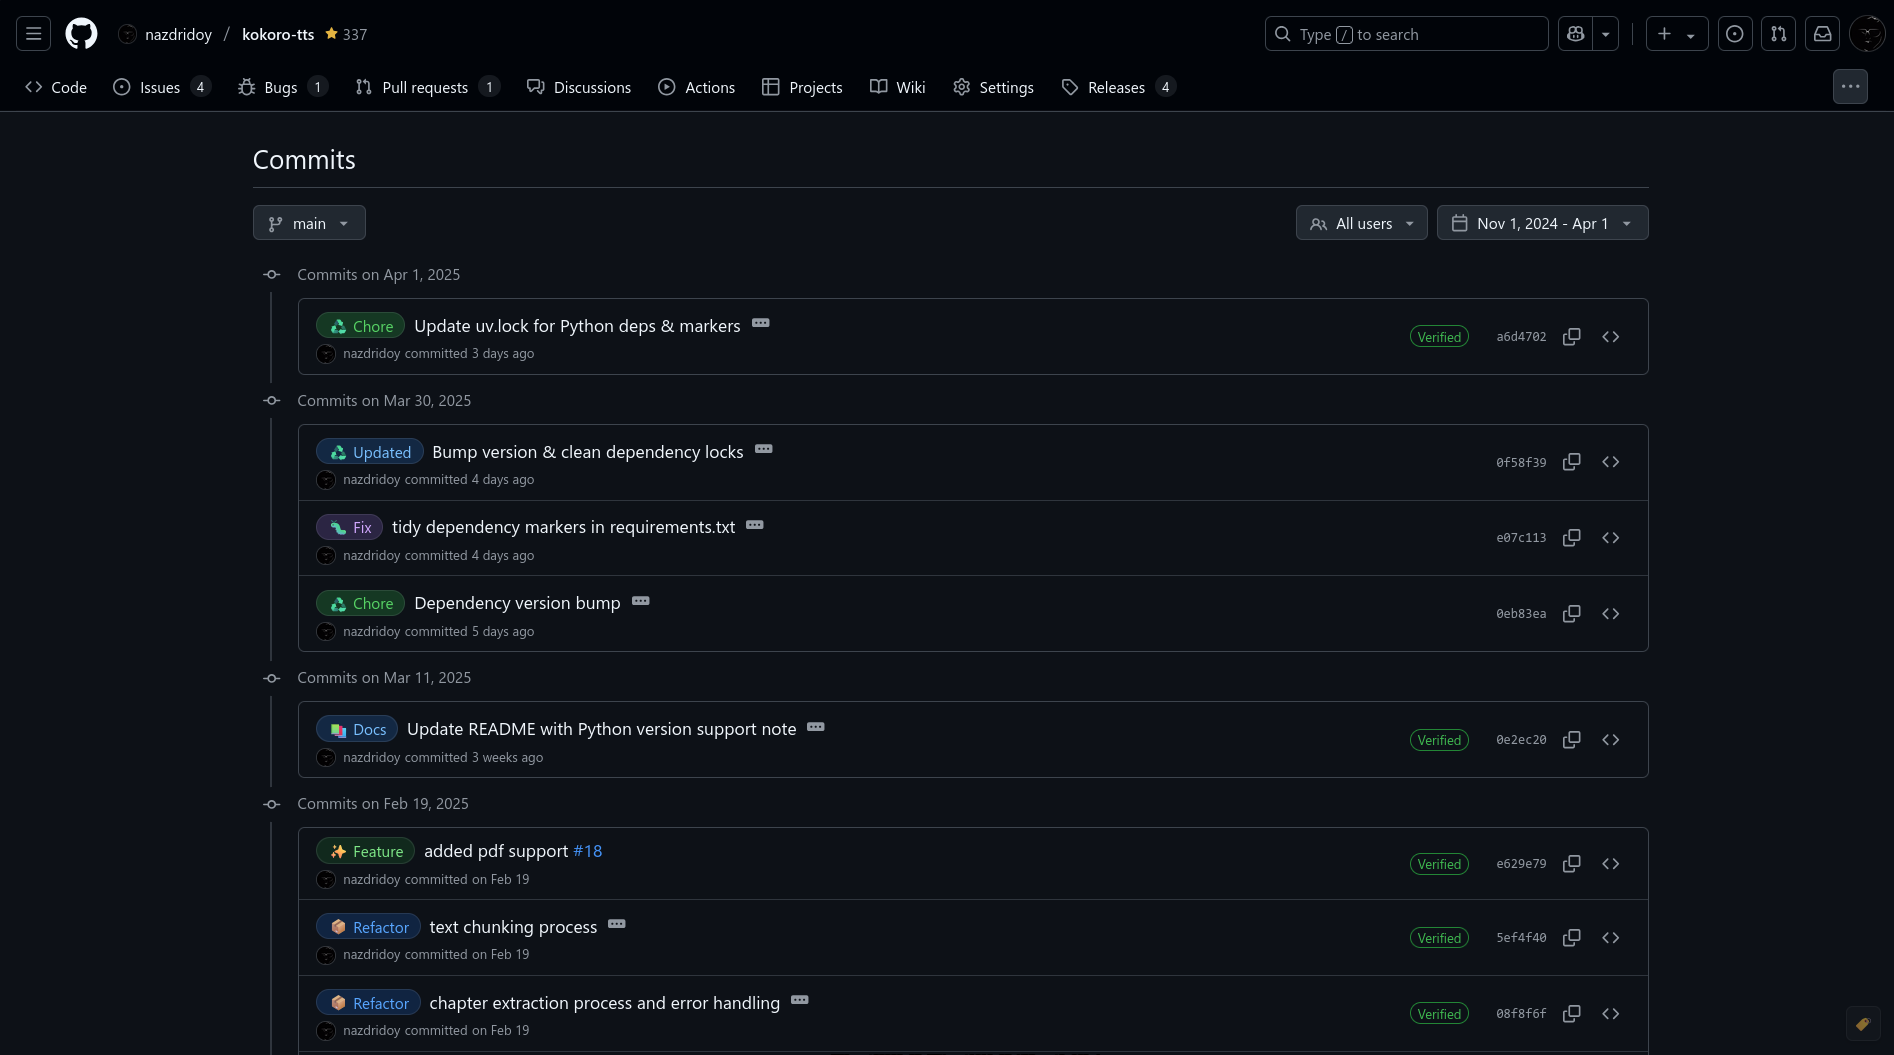 nazdridoy / kokoro-tts 337 Type / to search
Code Issues 4 Bugs 1 Pull requests 1 Discussions Actions Projects Wiki Settings Releases 4
Commits
main All users Nov 1, 2024 - Apr 1
Commits on Apr 1, 2025
Chore Update uv.lock for Python deps & markers
nazdridoy committed 3 days ago
Verified a6d4702
Commits on Mar 30, 2025
Updated Bump version & clean dependency locks
nazdridoy committed 4 days ago
0f58f39
Fix tidy dependency markers in requirements.txt
nazdridoy committed 4 days ago
e07c113
Chore Dependency version bump
nazdridoy committed 5 days ago
0eb83ea
Commits on Mar 11, 2025
Docs Update README with Python version support note
nazdridoy committed 3 weeks ago
Verified 0e2ec20
Commits on Feb 19, 2025
Feature added pdf support #18
nazdridoy committed on Feb 19
Verified e629e79
Refactor text chunking process
nazdridoy committed on Feb 19
Verified 5ef4f40
Refactor chapter extraction process and error handling
nazdridoy committed on Feb 19
Verified 08f8f6f